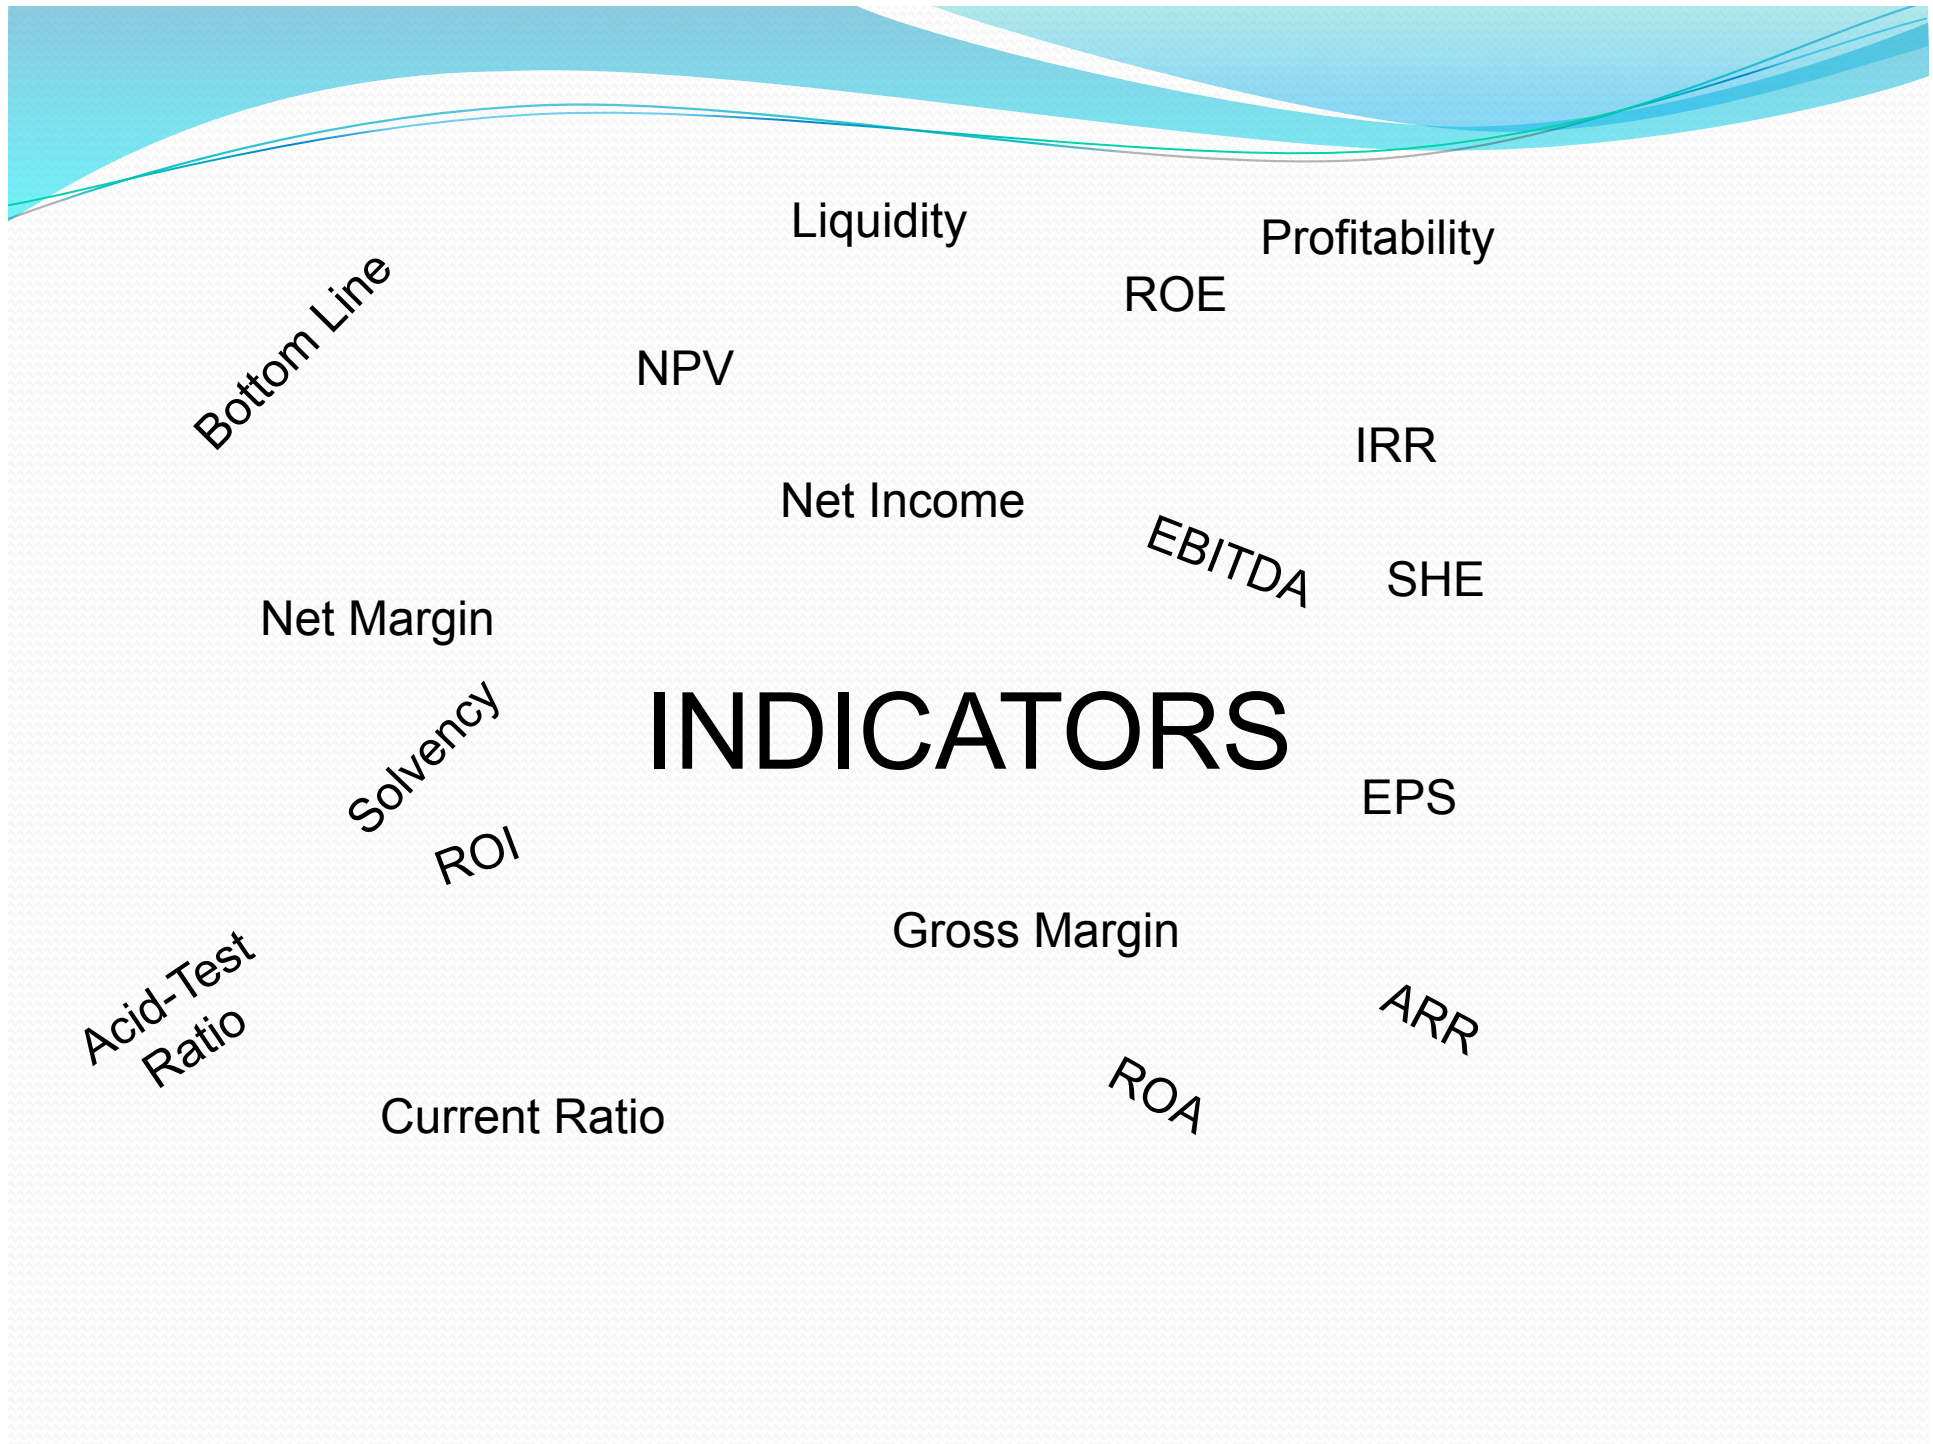 Liquidity
Profitability
Bottom Line
ROE
NPV
IRR
Net Income
EBITDA
SHE
Net Margin
Solvency
INDICATORS
EPS
ROI
Gross Margin
Acid-Test
Ratio
ARR
ROA
Current Ratio